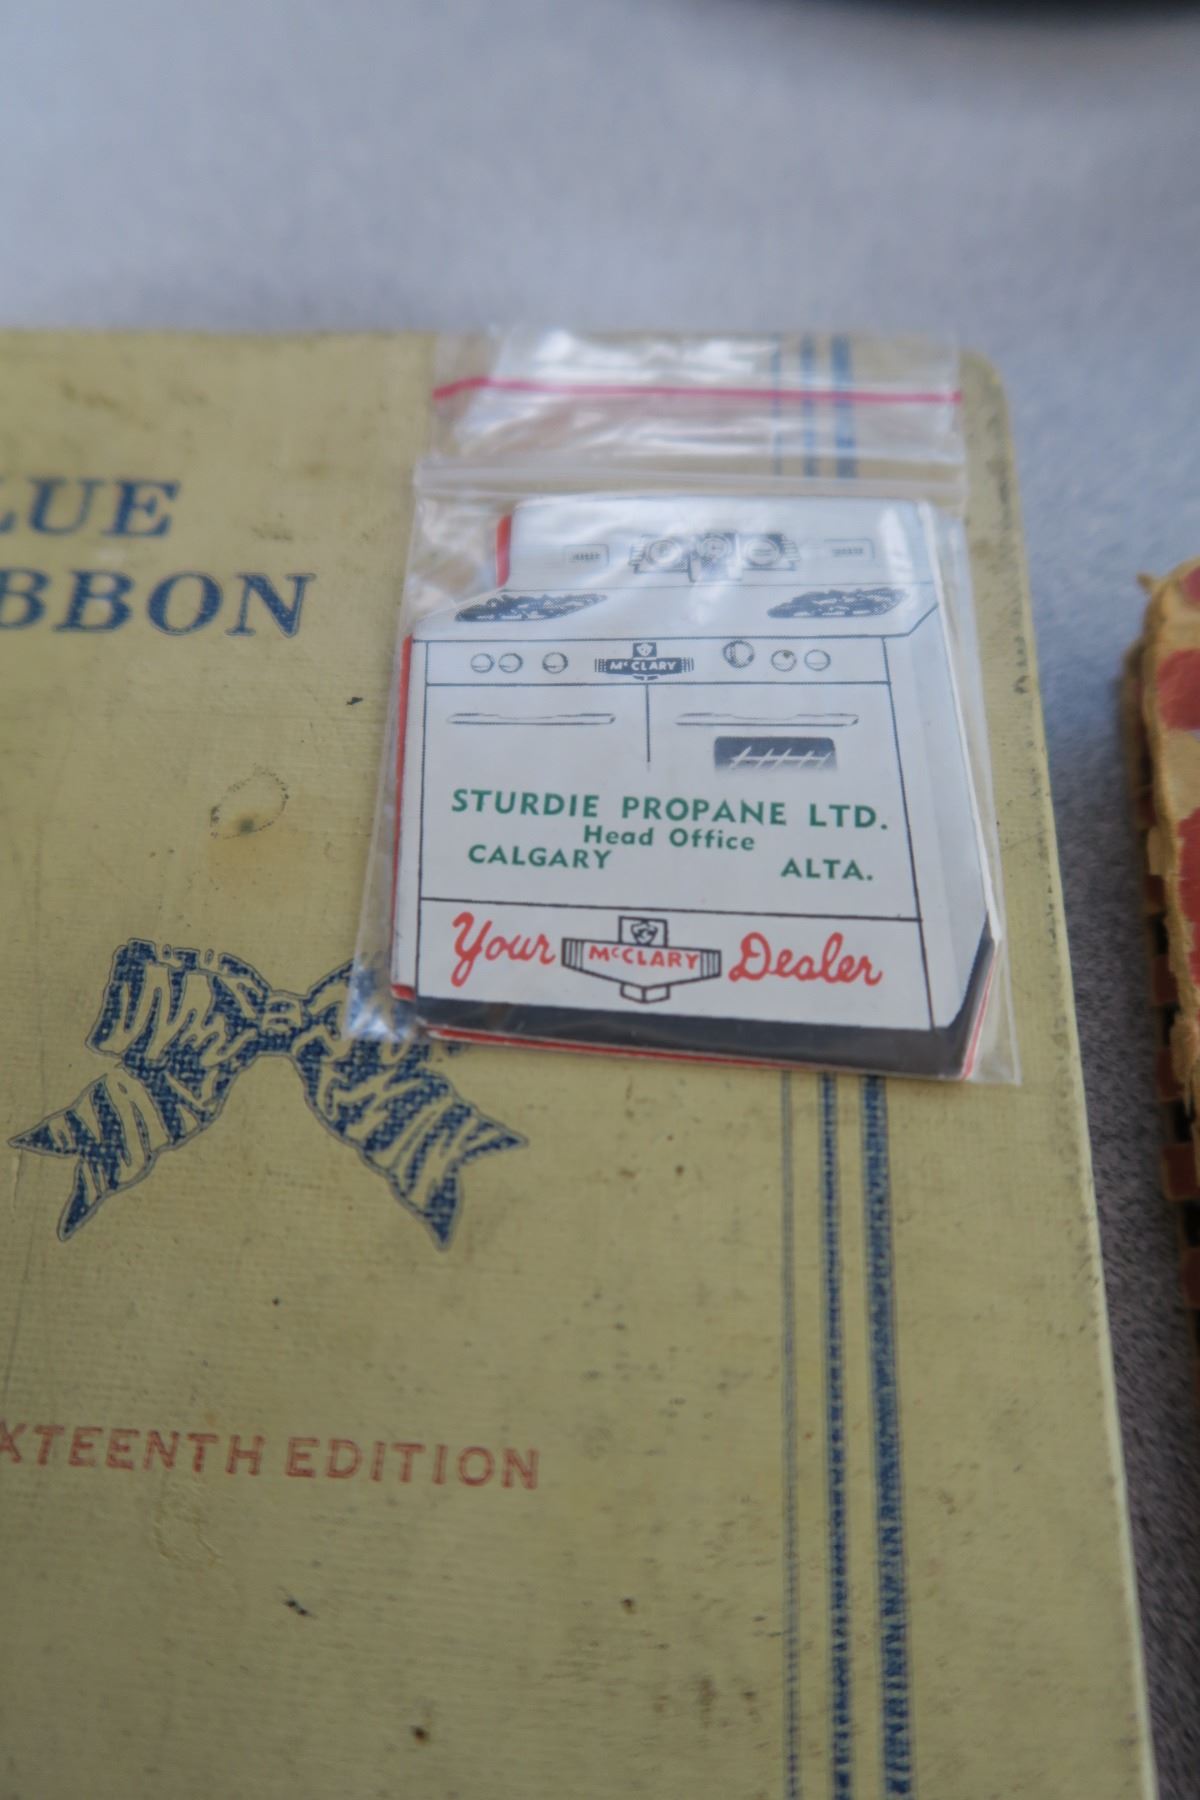 LUE
BBON
McCLARY
STURDIE PROPANE LTD.
Head Office
CALGARY ALTA.
Your McCLARY Dealer
XTEENTH EDITION